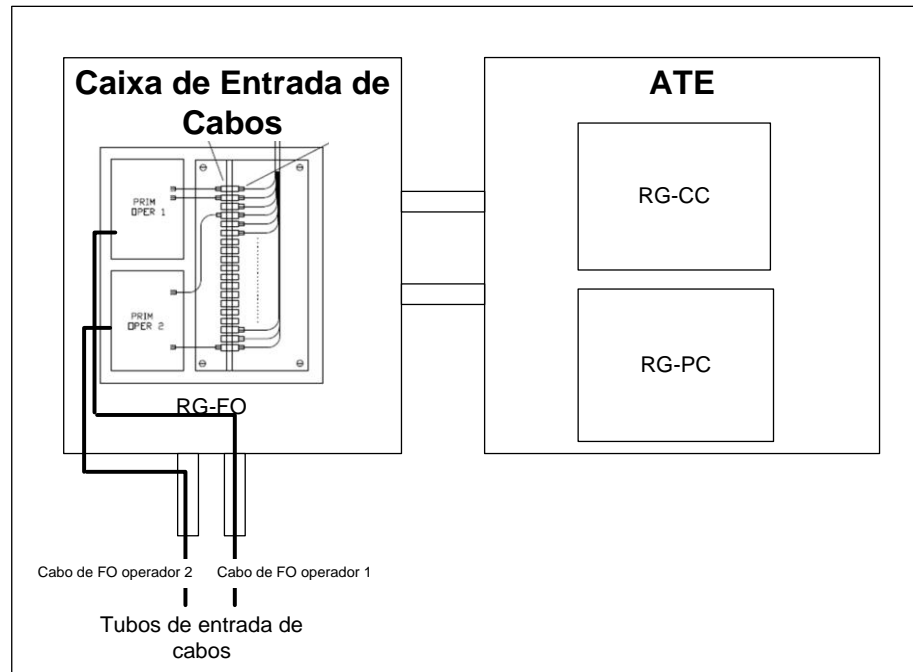 Caixa de Entrada de
Cabos
ATE
PRIM
OPER 1
PRIM
OPER 2
RG-FO
RG-CC
RG-PC
Cabo de FO operador 2
Cabo de FO operador 1
Tubos de entrada de
cabos